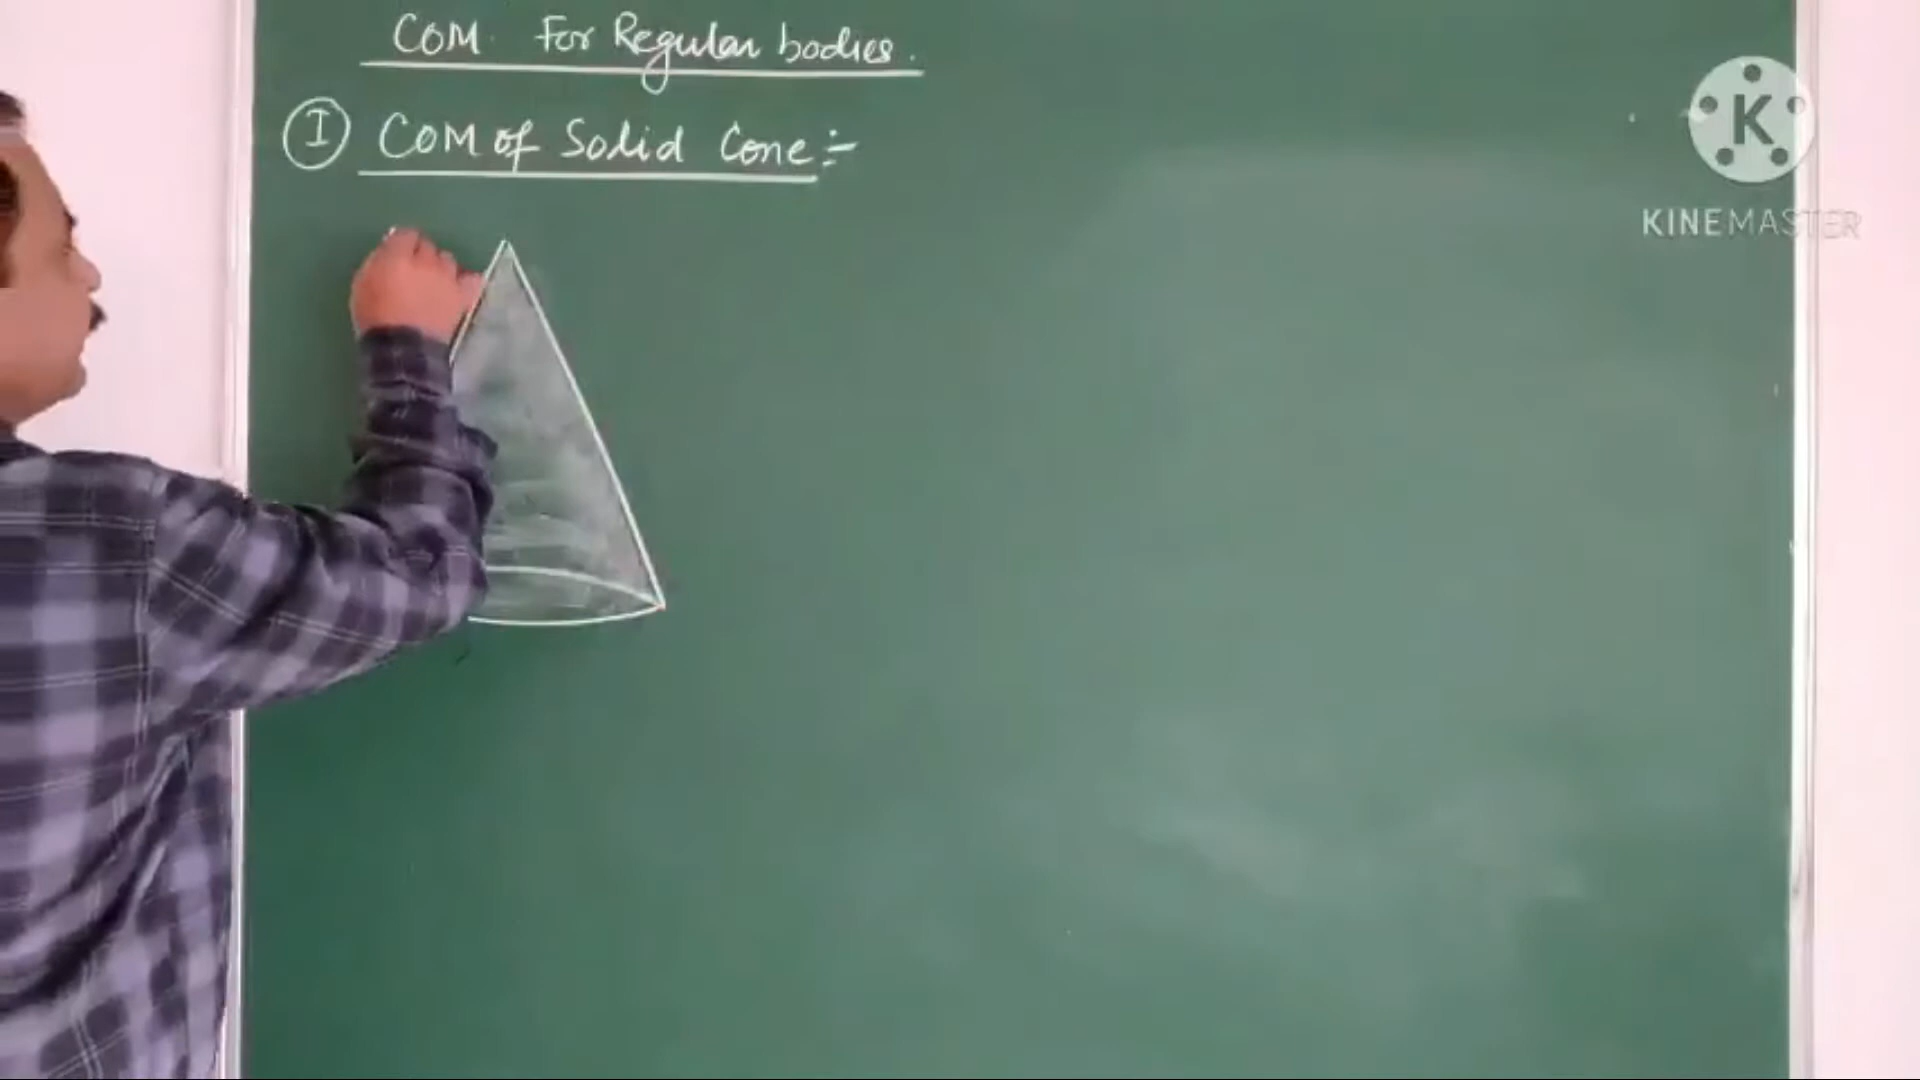 COM. For Regular bodies.
I COM of Solid Cone :-
K
KINEMASTER